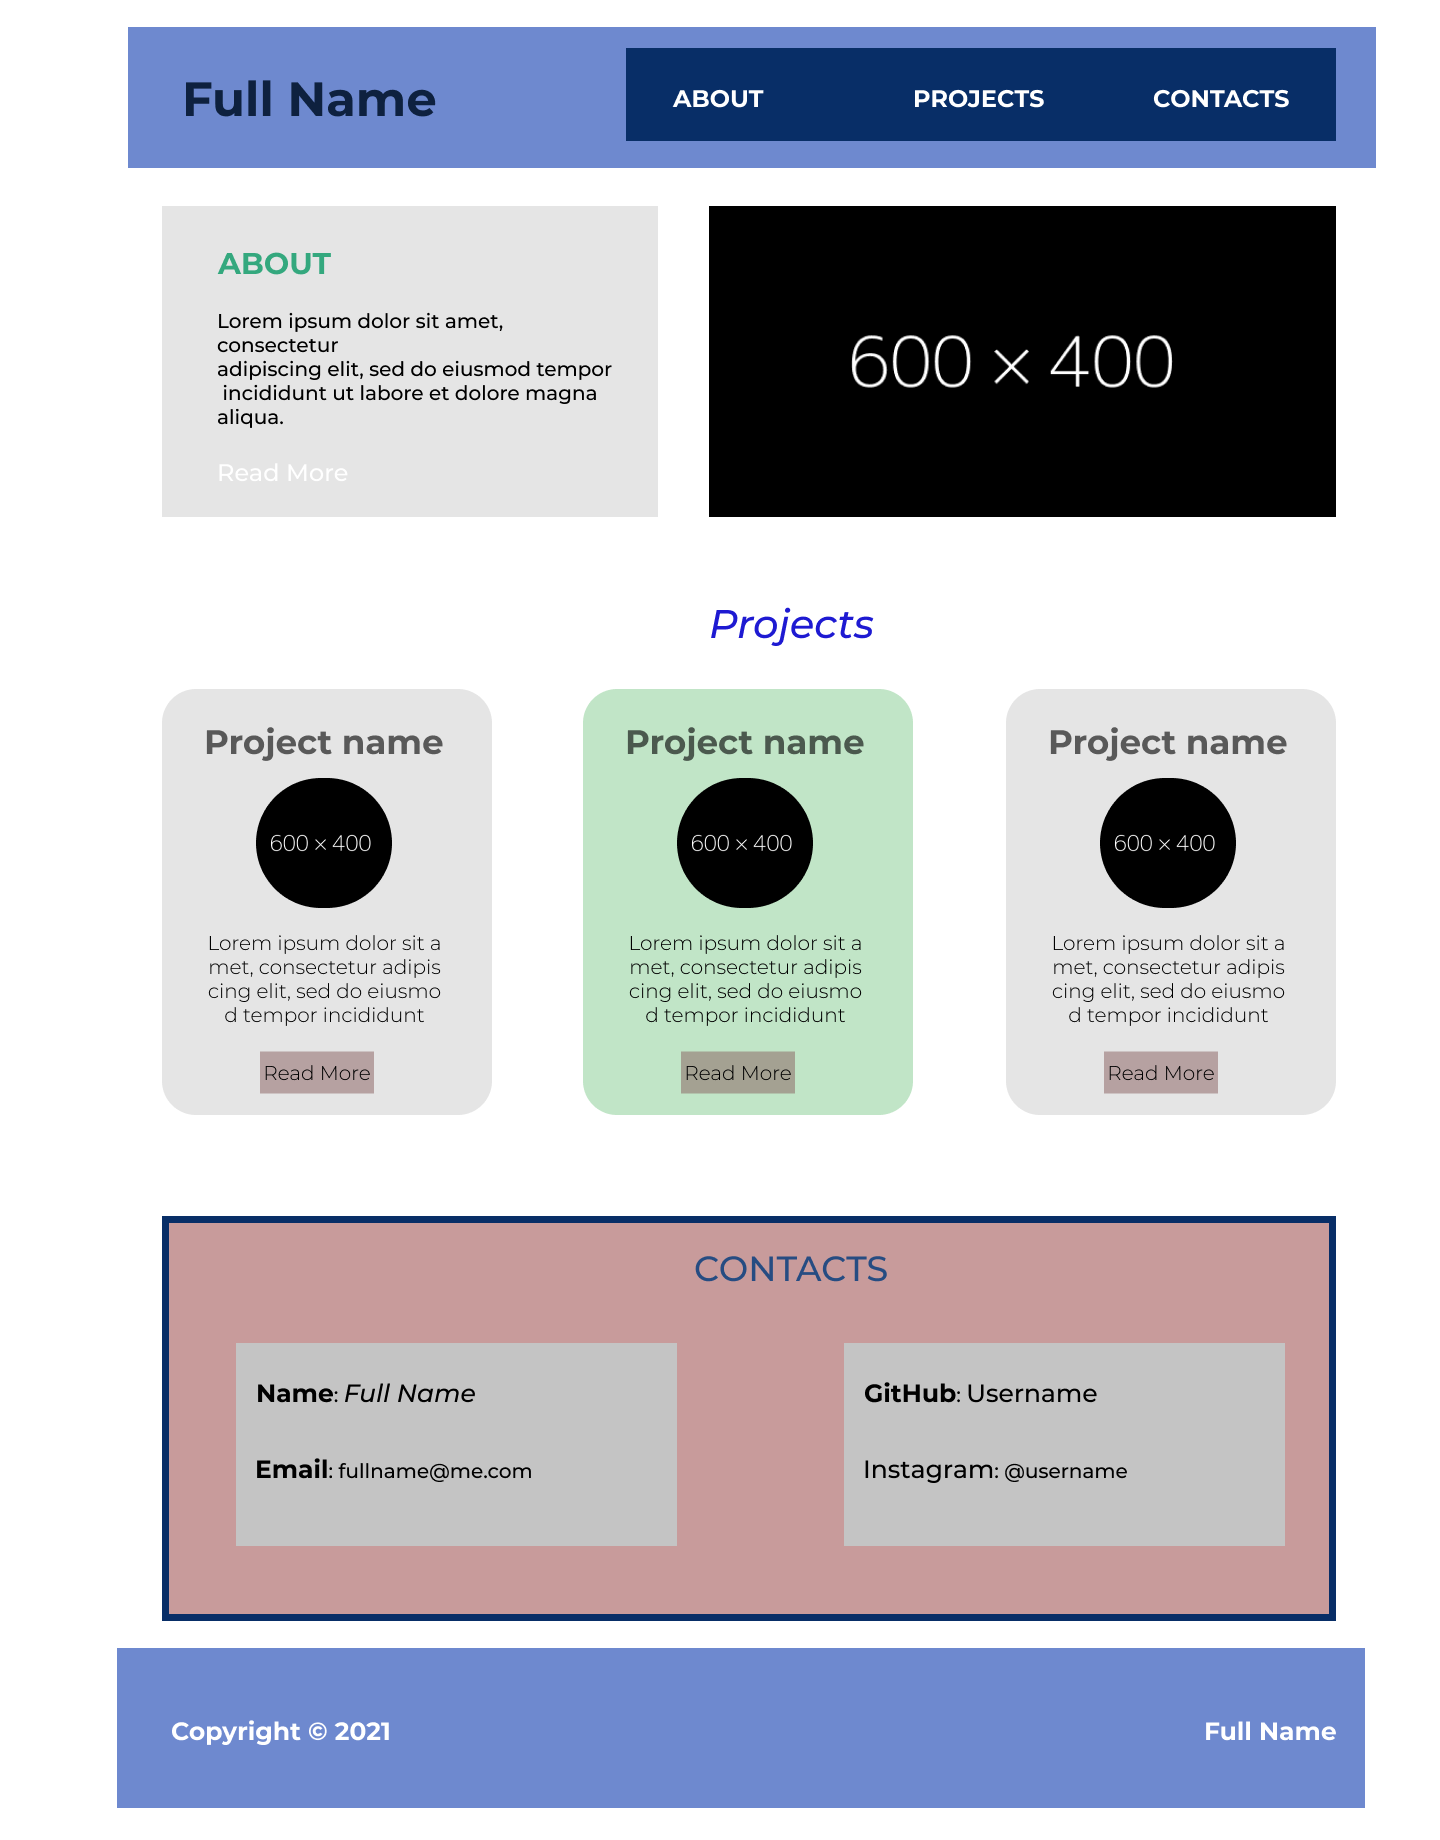 Full Name
ABOUT PROJECTS CONTACTS
ABOUT
Lorem ipsum dolor sit amet,
consectetur
adipiscing elit, sed do eiusmod tempor
incididunt ut labore et dolore magna
aliqua.
Read More
600 × 400
Projects
Project name
600 × 400
Lorem ipsum dolor sit a
met, consectetur adipis
cing elit, sed do eiusmo
d tempor incididunt
Read More
Project name
600 × 400
Lorem ipsum dolor sit a
met, consectetur adipis
cing elit, sed do eiusmo
d tempor incididunt
Read More
Project name
600 × 400
Lorem ipsum dolor sit a
met, consectetur adipis
cing elit, sed do eiusmo
d tempor incididunt
Read More
CONTACTS
Name: Full Name
Email: fullname@me.com
GitHub: Username
Instagram: @username
Copyright © 2021
Full Name